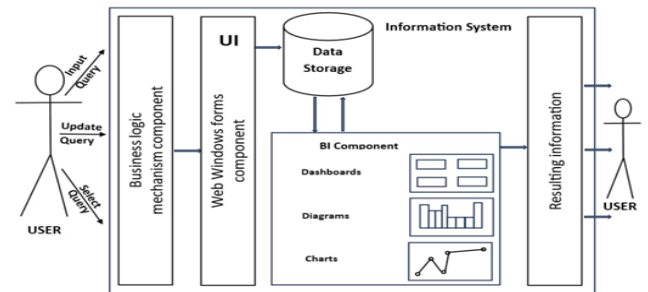 Input
Query
Update
Query
Select
Query
USER
Business logic
mechanism component
UI
Web Windows forms
component
Data
Storage
Information System
BI Component
Dashboards
Diagrams
Charts
Resulting information
USER